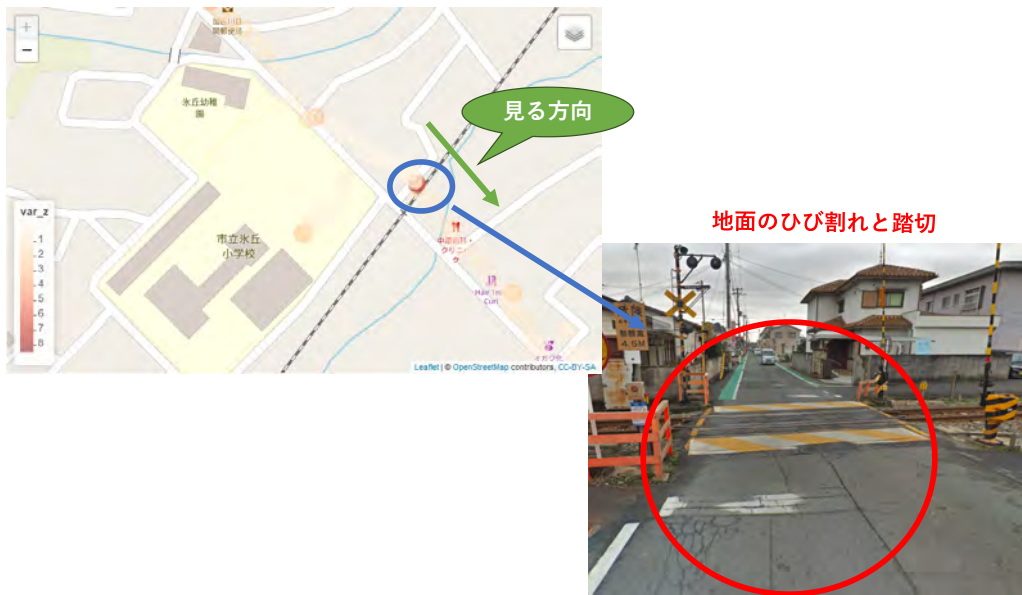 +
−
見る方向
氷丘幼稚
園
var_z
.1
.2
.3
.4
.5
.6
.7
.8
市立氷丘
小学校
Leaflet | © OpenStreetMap contributors, CC-BY-SA
地面のひび割れと踏切
4.5M